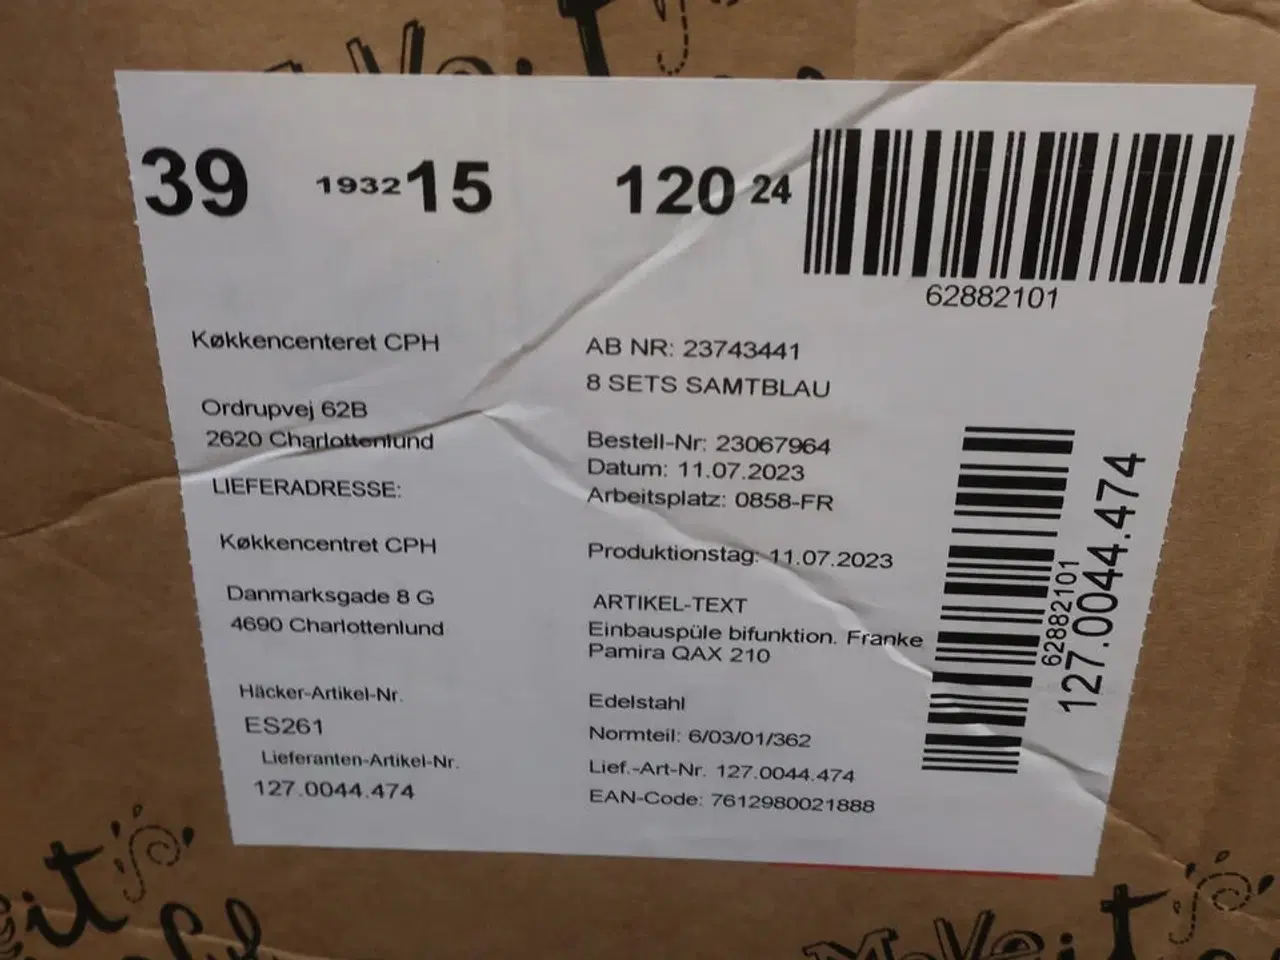 39 193215 120 24
62882101
Køkkencenteret CPH
Ordrupvej 62B
2620 Charlottenlund
LIEFERADRESSE:
Køkkencentret CPH
Danmarksgade 8 G
4690 Charlottenlund
Häcker-Artikel-Nr.
ES261
Lieferanten-Artikel-Nr.
127.0044.474
AB NR: 23743441
8 SETS SAMTBLAU
Bestell-Nr: 23067964
Datum: 11.07.2023
Arbeitsplatz: 0858-FR
Produktionstag: 11.07.2023
ARTIKEL-TEXT
Einbauspüle bifunktion. Franke
Pamira QAX 210
Edelstahl
Normteil: 6/03/01/362
Lief.-Art-Nr. 127.0044.474
EAN-Code: 7612980021888
62882101
127.0044.474
it
MoVeit